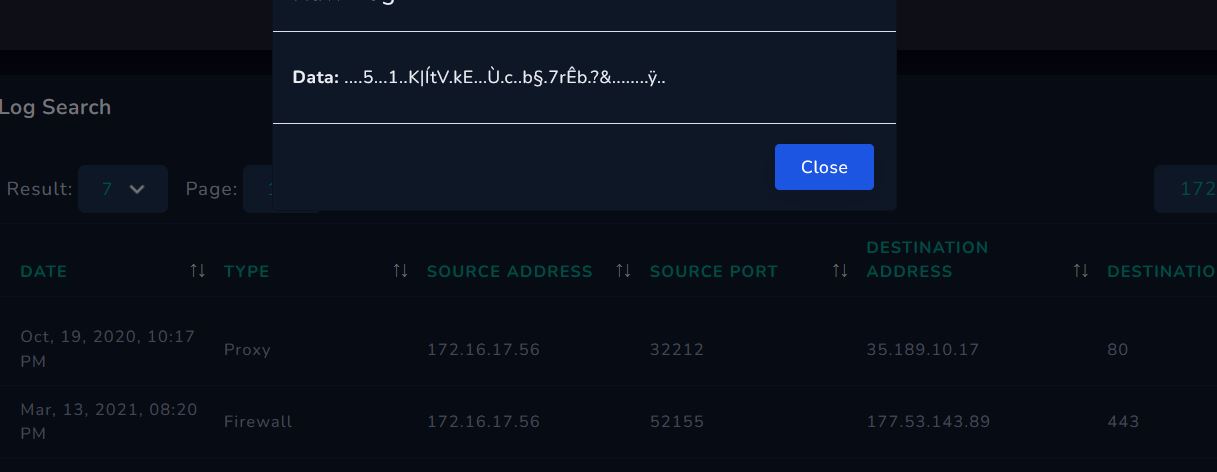 Data: ....5...1..K|ÍtV.kE...Ù.c..b§.7rÊb.?&........ÿ..
Close
Log Search
Result: 7 Page:
172
DATE TYPE SOURCE ADDRESS SOURCE PORT DESTINATION ADDRESS DESTINATIO
Oct, 19, 2020, 10:17 PM Proxy 172.16.17.56 32212 35.189.10.17 80
Mar, 13, 2021, 08:20 PM Firewall 172.16.17.56 52155 177.53.143.89 443